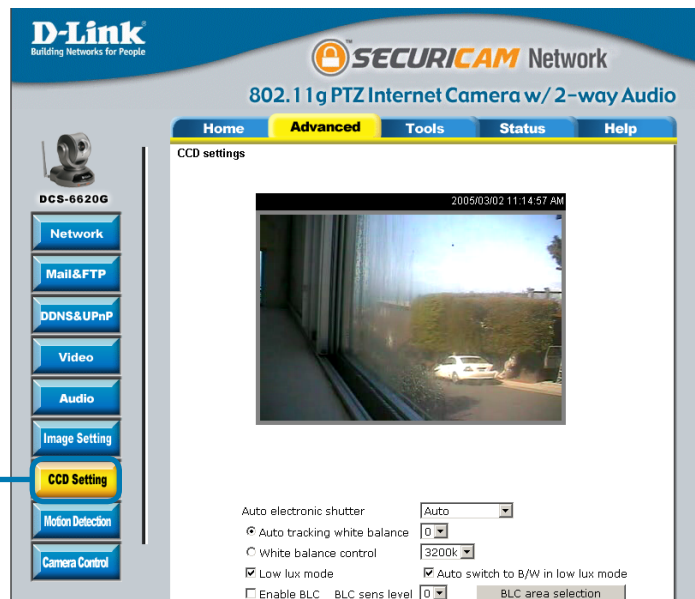 D-Link
Building Networks for People
SECURICAM Network
802.11g PTZ Internet Camera w/ 2-way Audio
Home Advanced Tools Status Help
CCD settings
DCS-6620G
Network
Mail&FTP
DDNS&UPnP
Video
Audio
Image Setting
CCD Setting
Motion Detection
Camera Control
2005/03/02 11:14:57 AM
Auto electronic shutter Auto
Auto tracking white balance 0
White balance control 3200k
Low lux mode Auto switch to B/W in low lux mode
Enable BLC BLC sens level 0 BLC area selection